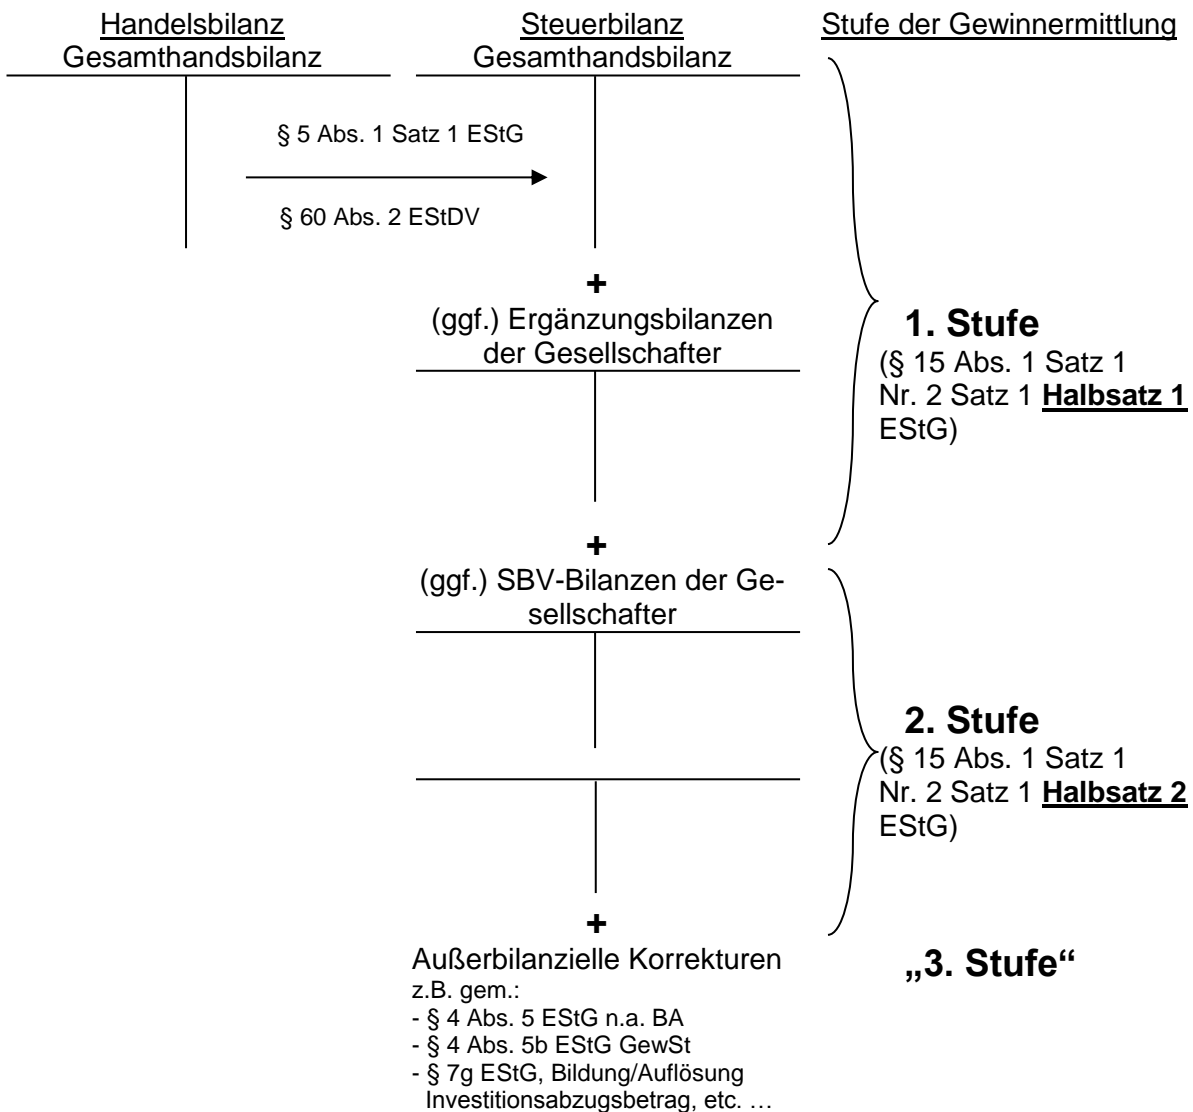 Handelsbilanz
Gesamthandsbilanz
Steuerbilanz
Gesamthandsbilanz
Stufe der Gewinnermittlung
§ 5 Abs. 1 Satz 1 EStG
§ 60 Abs. 2 EStDV
+
(ggf.) Ergänzungsbilanzen
der Gesellschafter
1. Stufe
(§ 15 Abs. 1 Satz 1
Nr. 2 Satz 1 Halbsatz 1
EStG)
+
(ggf.) SBV-Bilanzen der Ge-
sellschafter
2. Stufe
(§ 15 Abs. 1 Satz 1
Nr. 2 Satz 1 Halbsatz 2
EStG)
+
Außerbilanzielle Korrekturen
z.B. gem.:
- § 4 Abs. 5 EStG n.a. BA
- § 4 Abs. 5b EStG GewSt
- § 7g EStG, Bildung/Auflösung
Investitionsabzugsbetrag, etc. …
„3. Stufe“